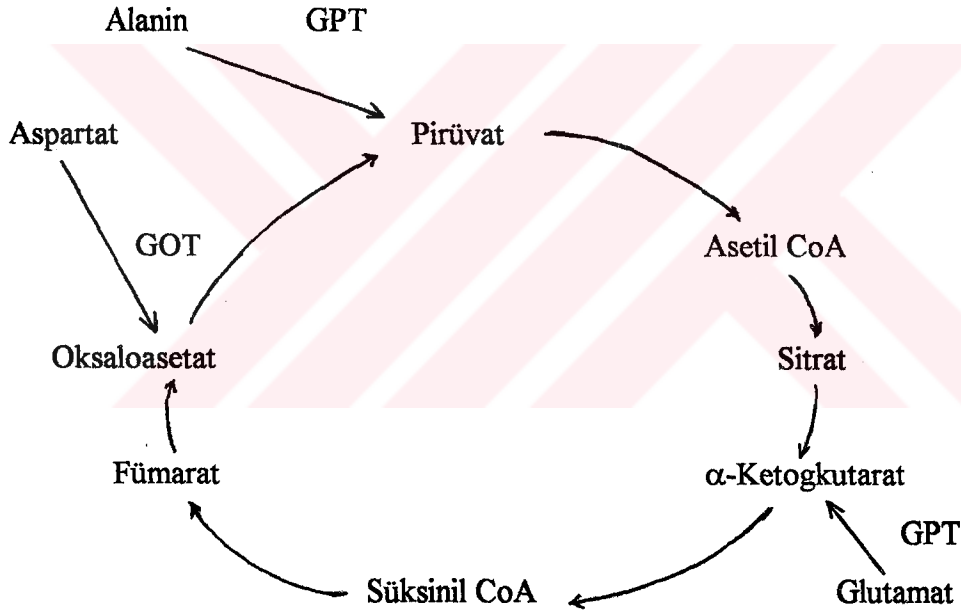 Alanin GPT
Aspartat Pirüvat
GOT Asetil CoA
Oksaloasetat Sitrat
Fümarat α-Ketogkutarat
GPT
Süksinil CoA Glutamat